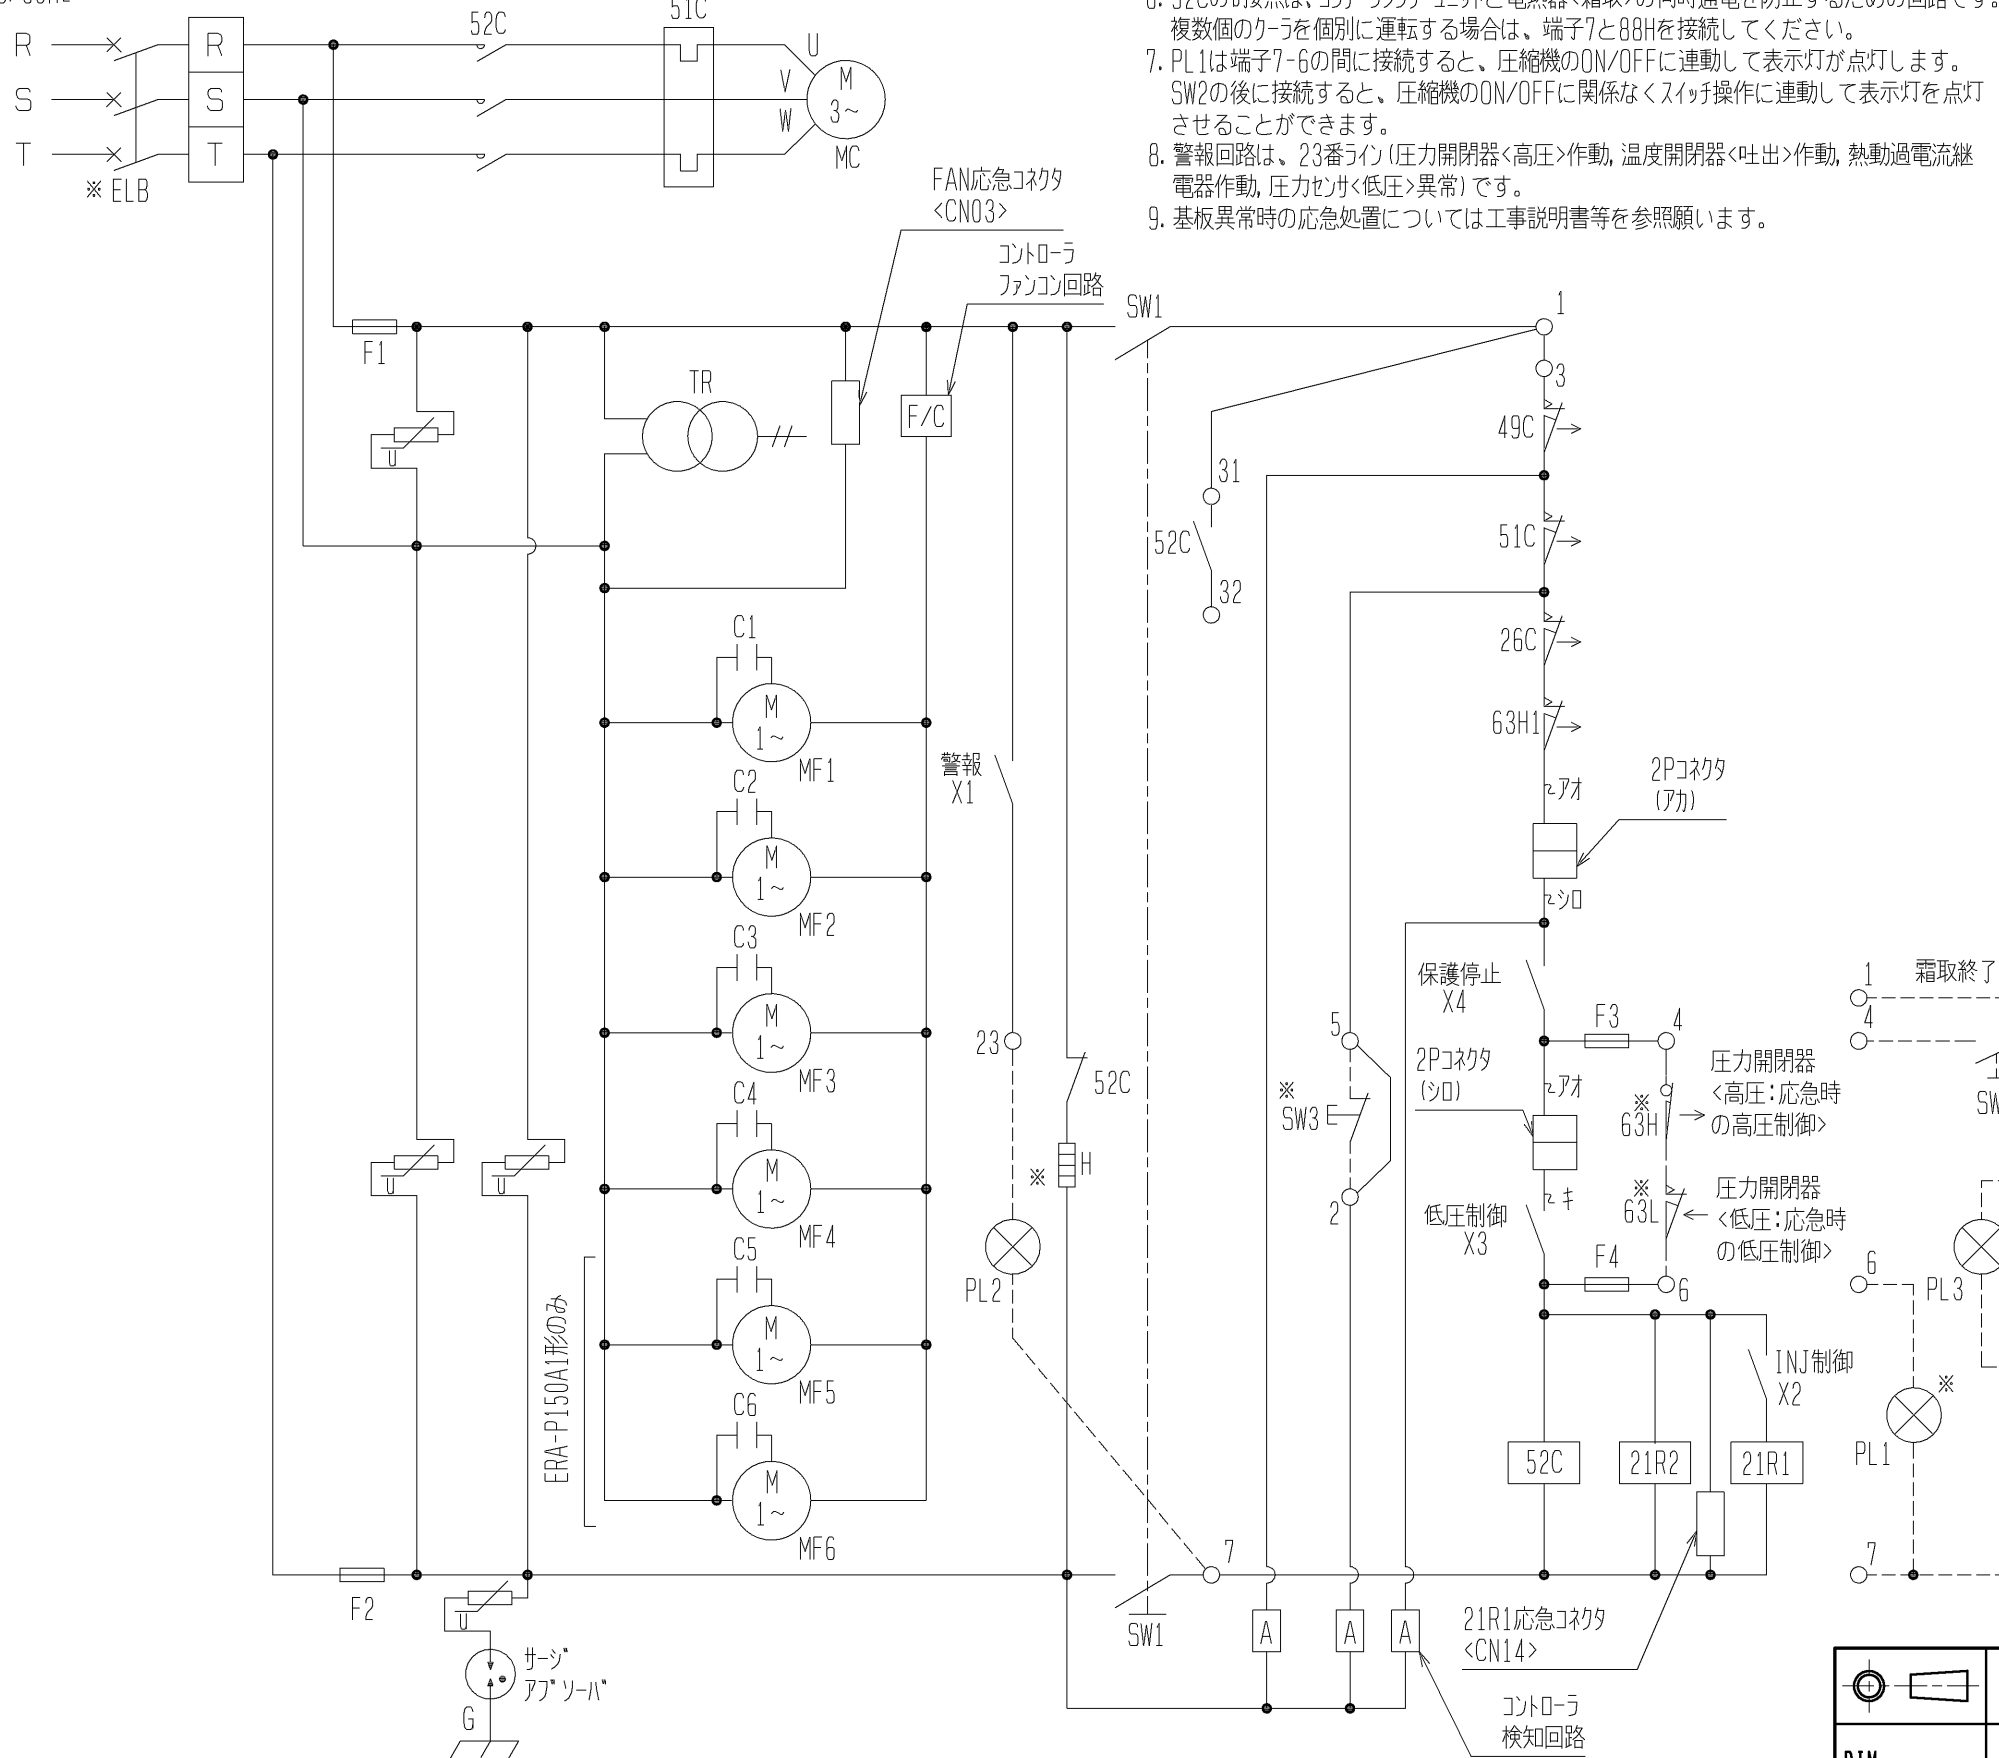 複数個のクーラを個別に運転する場合は、端子7と88Hを接続してください。
7. PL1は端子7-6の間に接続すると、圧縮機のON/OFFに連動して表示灯が点灯します。
SW2の後に接続すると、圧縮機のON/OFFに関係なくスイッチ操作に連動して表示灯を点灯
させることができます。
8. 警報回路は、23番ライン(圧力開閉器<高圧>作動, 温度開閉器<吐出>作動, 熱動過電流継
電器作動, 圧力センサ<低圧>異常)です。
9. 基板異常時の応急処置については工事説明書等を参照願います。
R
S
T
※ ELB
R
S
T
52C
51C
U
V
W
M
3~
MC
FAN応急コネクタ
<CN03>
コントローラ
ファンコン回路
F1
TR
F/C
SW1
1
3
49C
31
52C
32
51C
26C
63H1
アオ
2Pコネクタ
(アカ)
シロ
U
C1
M
1~
MF1
C2
M
1~
MF2
C3
M
1~
MF3
C4
M
1~
MF4
C5
M
1~
MF5
C6
M
1~
MF6
ERA-P150A1形のみ
警報
X1
23
PL2
52C
※
H
5
※
SW3
2
保護停止
X4
F3
4
2Pコネクタ
(シロ)
アオ
キ
低圧制御
X3
F4
6
※
63H
圧力開閉器
<高圧:応急時
の高圧制御>
※
63L
圧力開閉器
<低圧:応急時
の低圧制御>
U
U
INJ制御
X2
52C
21R2
21R1
1
霜取終了
4
SW
6
PL3
※
PL1
7
F2
U
サージ
アブソーバ
G
SW1
7
A
A
A
21R1応急コネクタ
<CN14>
コントローラ
検知回路